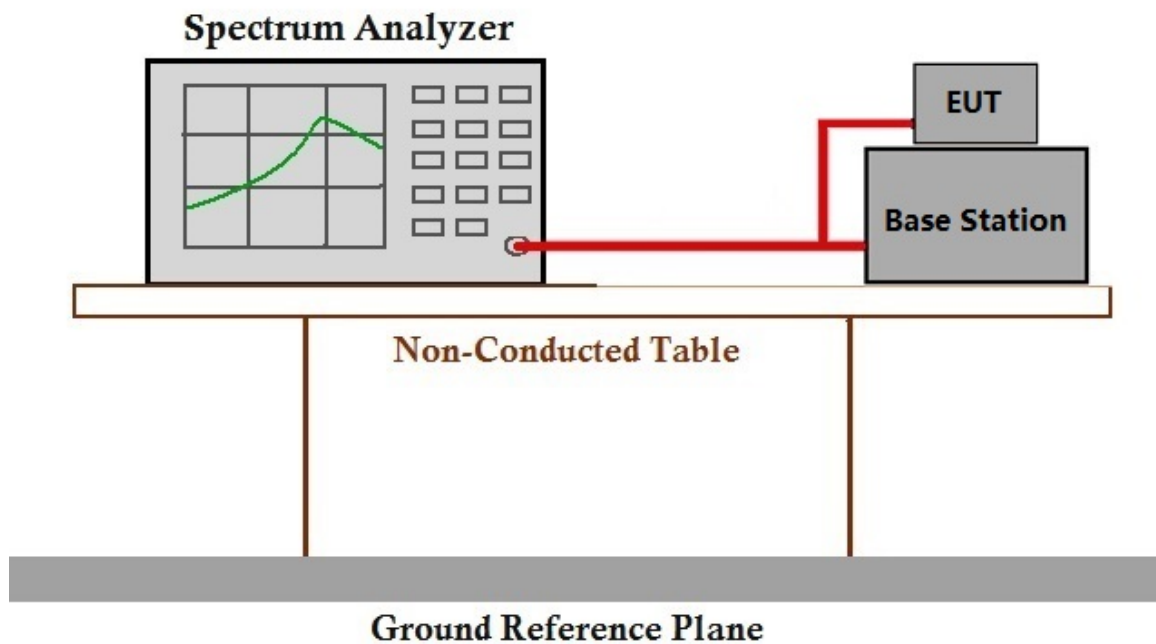 Spectrum Analyzer
EUT
Base Station
Non-Conducted Table
Ground Reference Plane